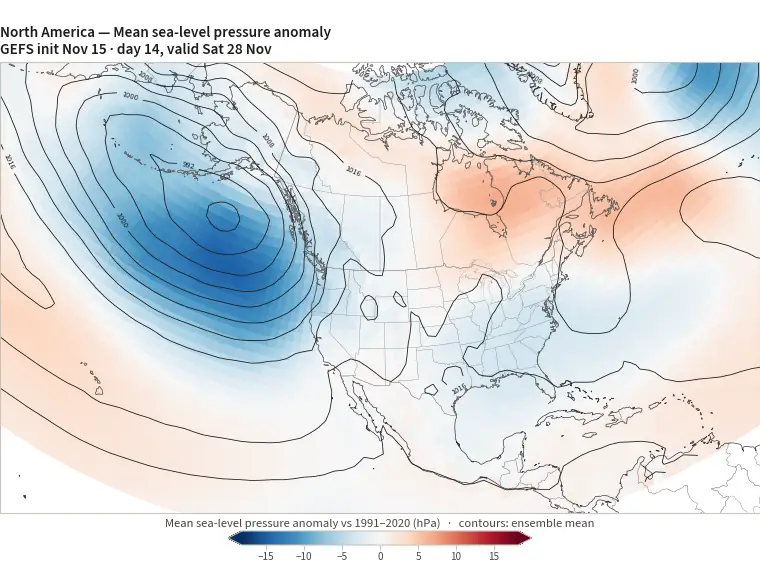 North America — Mean sea-level pressure anomaly
GEFS init Nov 15 · day 14, valid Sat 28 Nov
1008
1000
1000
1000
1008
992
1016
1016
1000
1016
Mean sea-level pressure anomaly vs 1991–2020 (hPa) · contours: ensemble mean
−15 −10 −5 0 5 10 15